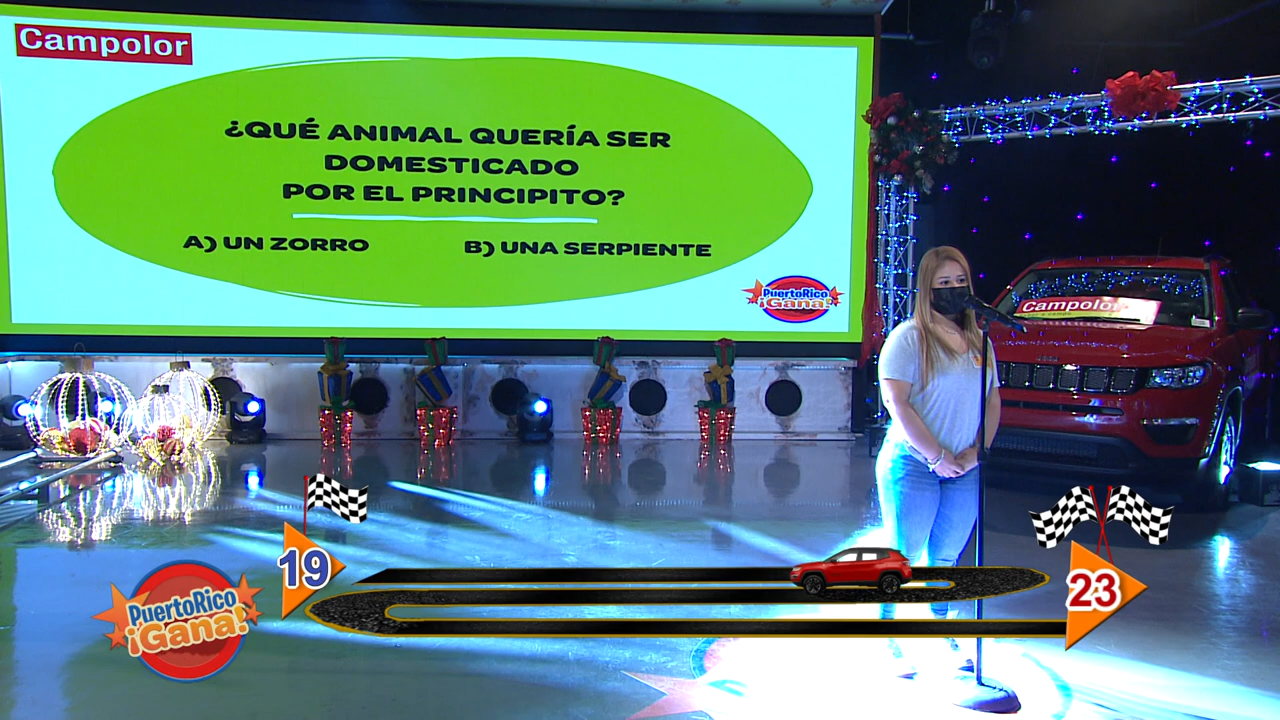 Campolor
¿QUÉ ANIMAL QUERÍA SER
DOMESTICADO
POR EL PRINCIPITO?
A) UN ZORRO
B) UNA SERPIENTE
PuertoRico
¡Gana!
Campolor
19
23
PuertoRico
¡Gana!